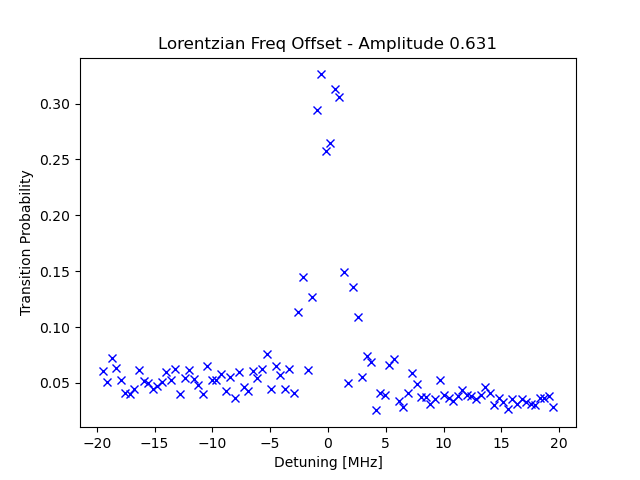 Lorentzian Freq Offset - Amplitude 0.631
0.30
0.25
0.20
0.15
0.10
0.05
Transition Probability
−20 −15 −10 −5 0 5 10 15 20
Detuning [MHz]